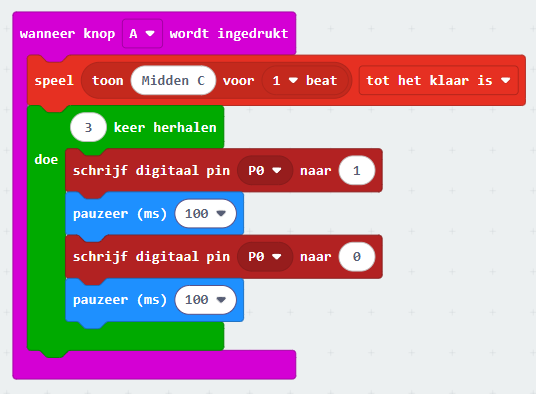 wanneer knop A wordt ingedrukt
speel toon Midden C voor 1 beat tot het klaar is
3 keer herhalen
doe
schrijf digitaal pin P0 naar 1
pauzeer (ms) 100
schrijf digitaal pin P0 naar 0
pauzeer (ms) 100